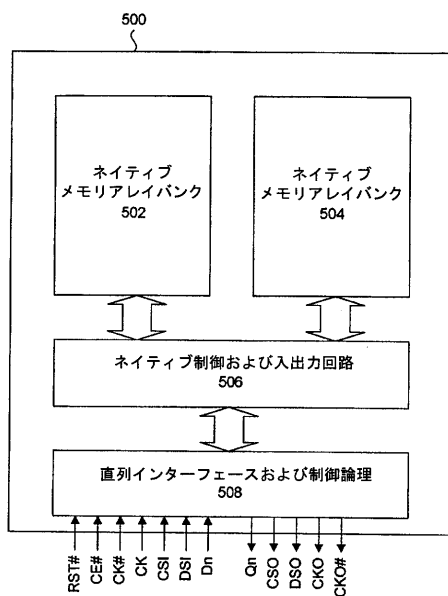 500
ネイティブ
メモリアレイバンク
502
ネイティブ
メモリアレイバンク
504
ネイティブ制御および入出力回路
506
直列インターフェースおよび制御論理
508
RST#
CE#
CK#
CK
CSI
DSI
Dn
Qn
CSO
DSO
CKO
CKO#